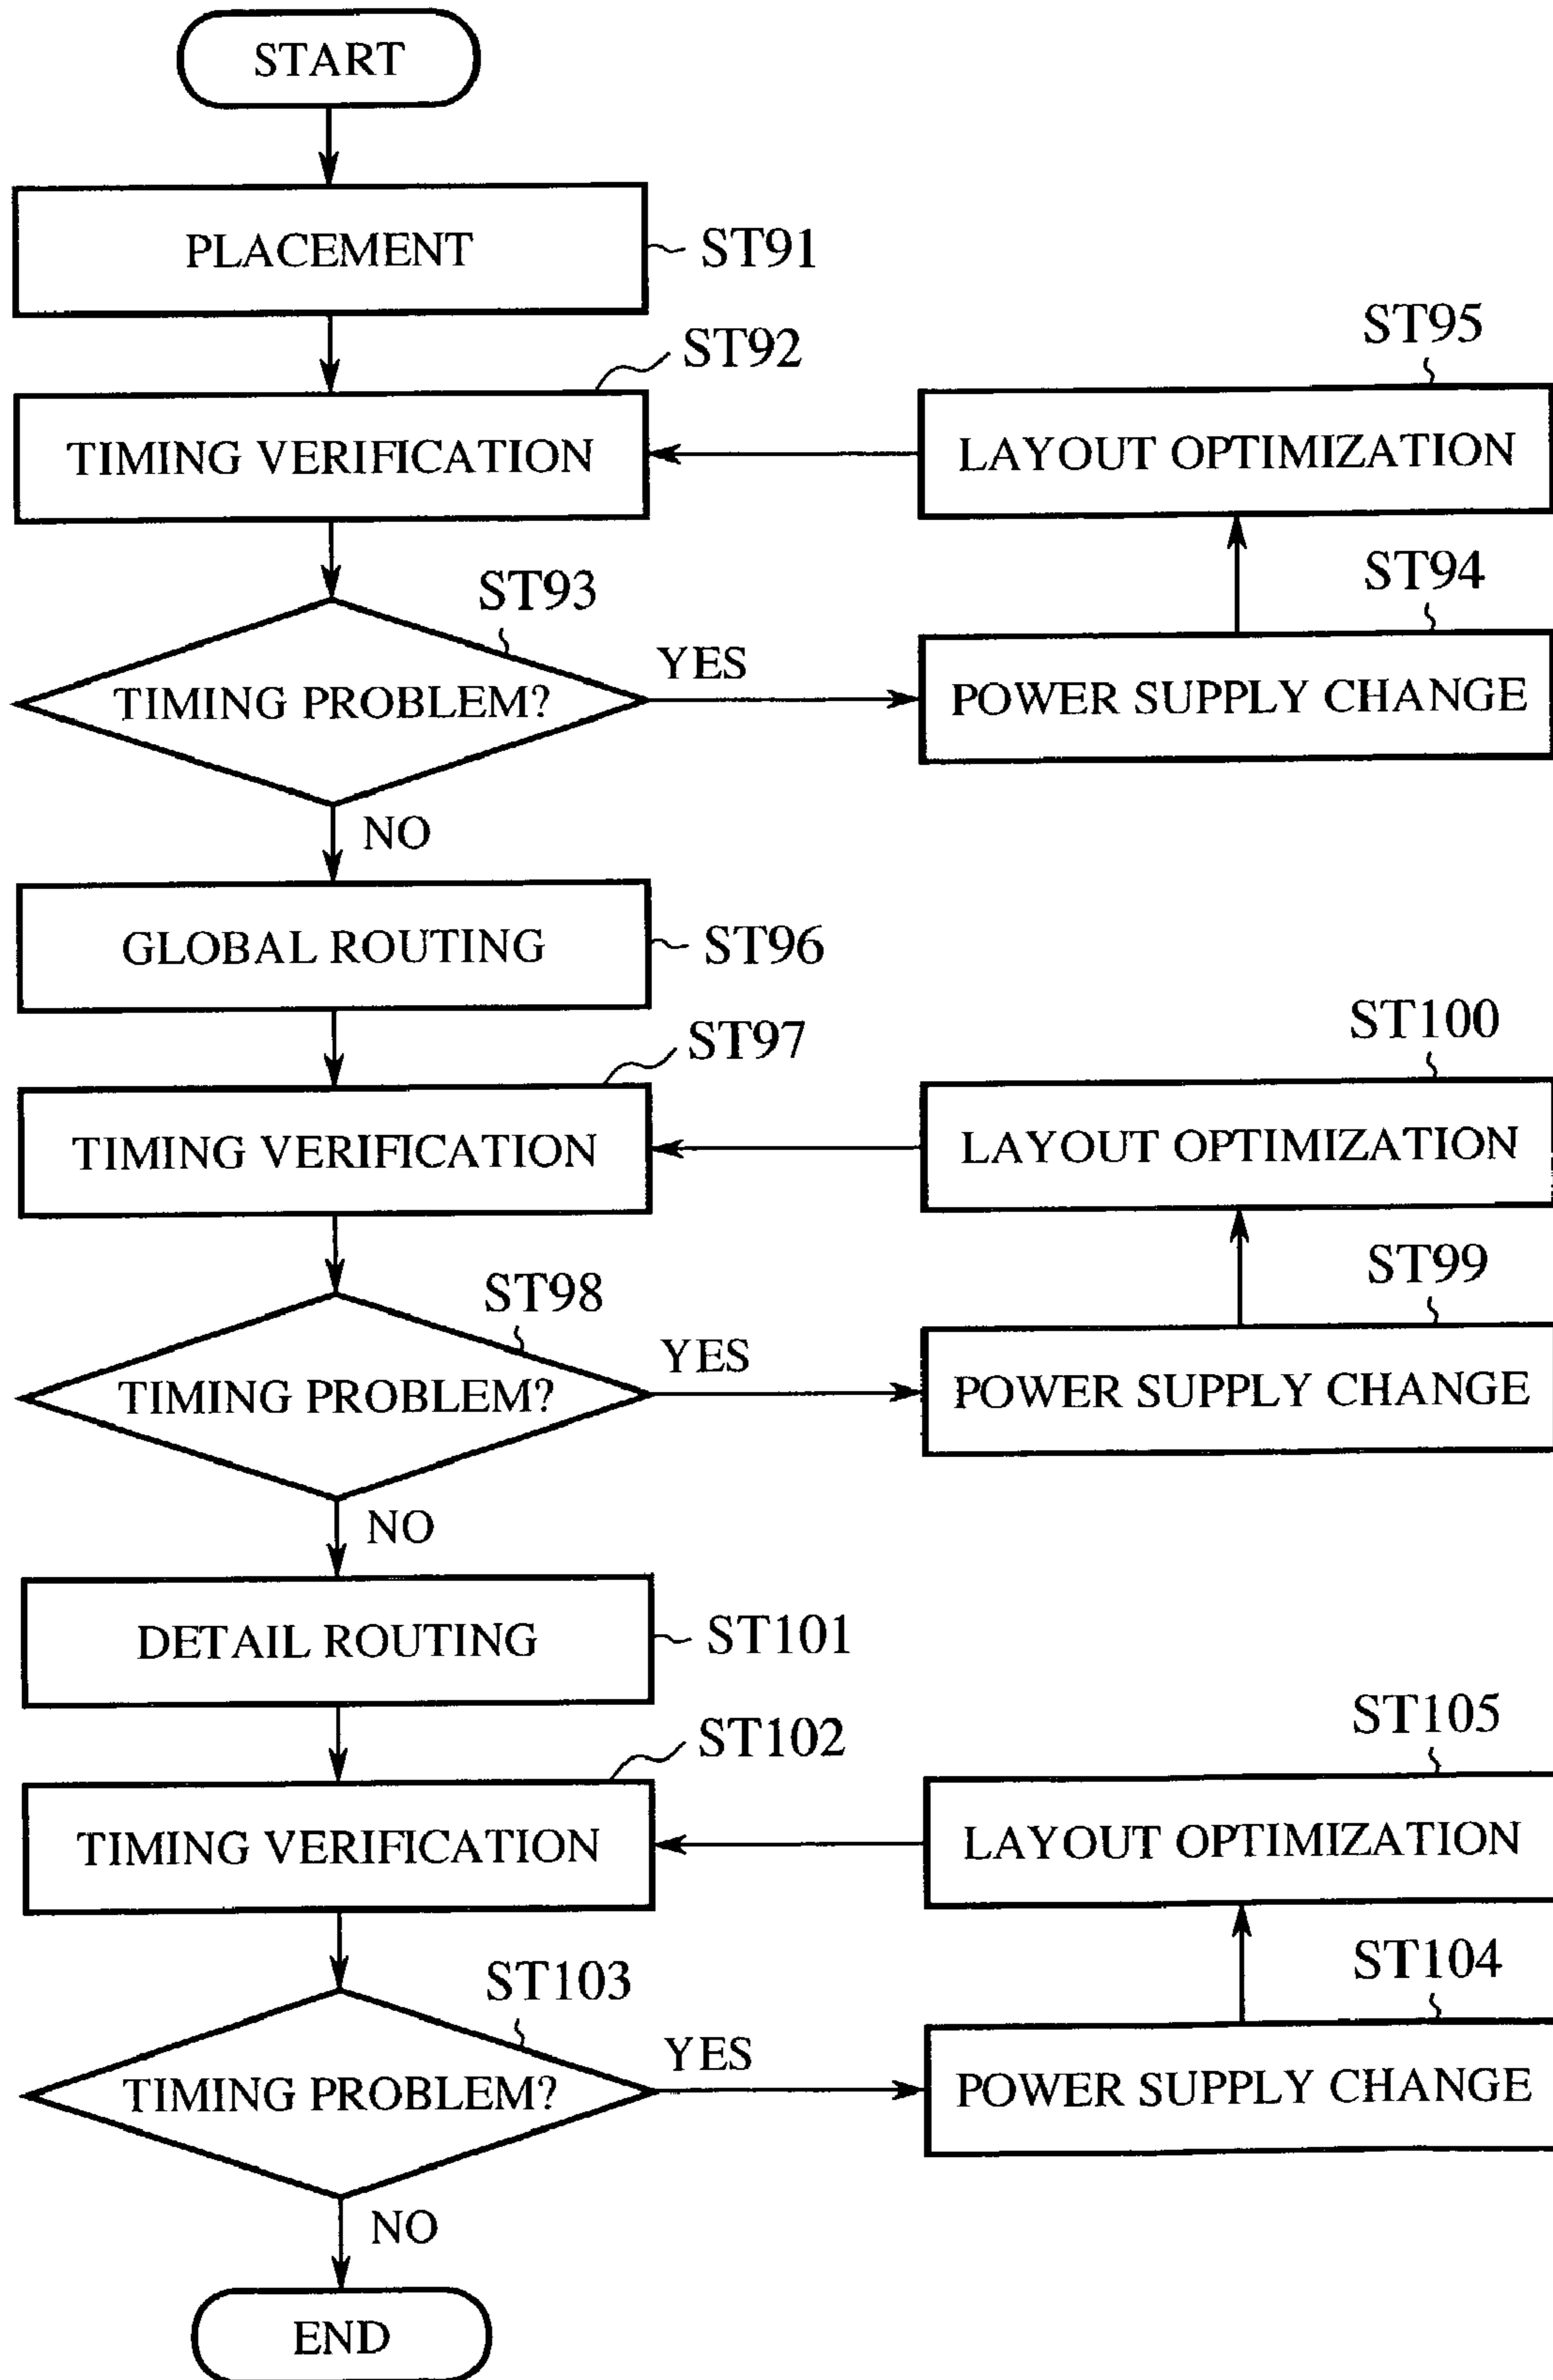 START
PLACEMENT
ST91
ST92
TIMING VERIFICATION
ST95
LAYOUT OPTIMIZATION
ST93
TIMING PROBLEM?
YES
ST94
POWER SUPPLY CHANGE
NO
GLOBAL ROUTING
ST96
ST97
TIMING VERIFICATION
ST100
LAYOUT OPTIMIZATION
ST98
TIMING PROBLEM?
YES
ST99
POWER SUPPLY CHANGE
NO
DETAIL ROUTING
ST101
ST102
TIMING VERIFICATION
ST105
LAYOUT OPTIMIZATION
ST103
TIMING PROBLEM?
YES
ST104
POWER SUPPLY CHANGE
NO
END